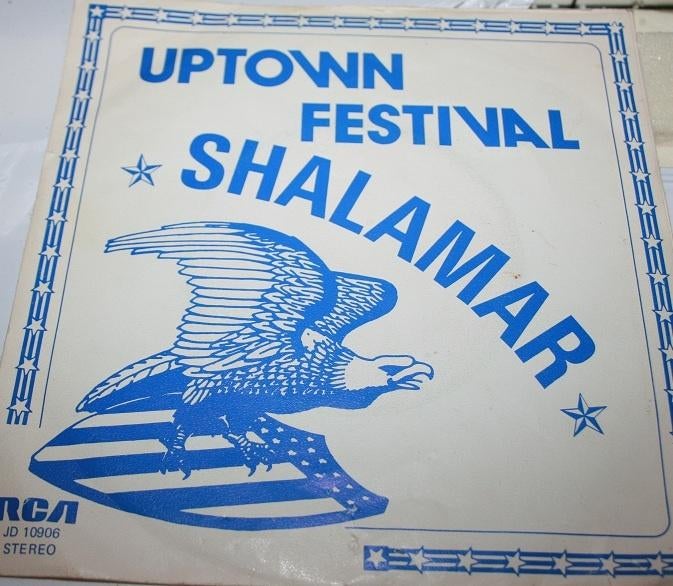 UPTOWN
FESTIVAL
SHALAMAR
RCA
JD 10906
STEREO